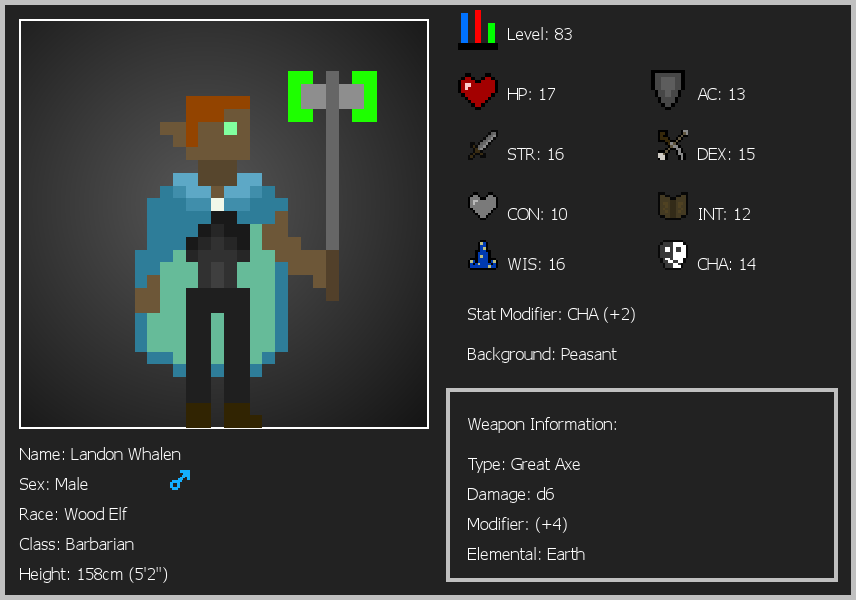 Level: 83
HP: 17
AC: 13
STR: 16
DEX: 15
CON: 10
INT: 12
WIS: 16
CHA: 14
Stat Modifier: CHA (+2)
Background: Peasant
Weapon Information:
Type: Great Axe
Damage: d6
Modifier: (+4)
Elemental: Earth
Name: Landon Whalen
Sex: Male
Race: Wood Elf
Class: Barbarian
Height: 158cm (5'2")